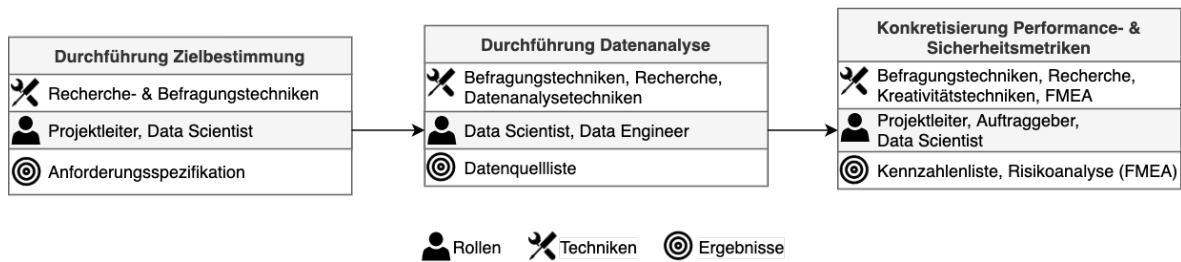 Durchführung Zielbestimmung
Recherche- & Befragungstechniken
Projektleiter, Data Scientist
Anforderungsspezifikation
Durchführung Datenanalyse
Befragungstechniken, Recherche,
Datenanalysetechniken
Data Scientist, Data Engineer
Datenquellliste
Konkretisierung Performance- &
Sicherheitsmetriken
Befragungstechniken, Recherche,
Kreativitätstechniken, FMEA
Projektleiter, Auftraggeber,
Data Scientist
Kennzahlenliste, Risikoanalyse (FMEA)
Rollen Techniken Ergebnisse